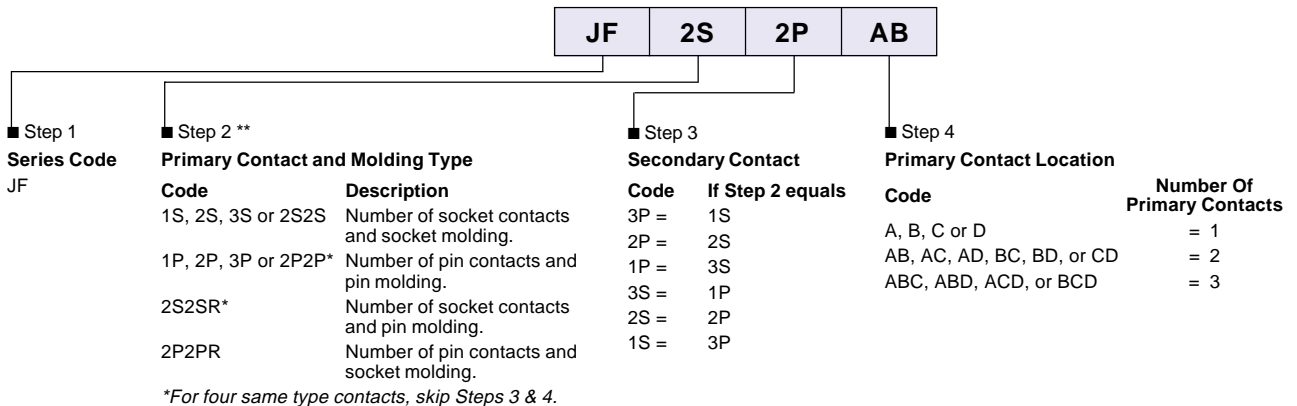 JF 2S 2P AB
■ Step 1
Series Code
JF
■ Step 2 **
Primary Contact and Molding Type
Code Description
1S, 2S, 3S or 2S2S Number of socket contacts
and socket molding.
1P, 2P, 3P or 2P2P* Number of pin contacts and
pin molding.
2S2SR* Number of socket contacts
and pin molding.
2P2PR Number of pin contacts and
socket molding.
*For four same type contacts, skip Steps 3 & 4.
■ Step 3
Secondary Contact
Code If Step 2 equals
3P = 1S
2P = 2S
1P = 3S
3S = 1P
2S = 2P
1S = 3P
■ Step 4
Primary Contact Location
Code Number Of
Primary Contacts
A, B, C or D = 1
AB, AC, AD, BC, BD, or CD = 2
ABC, ABD, ACD, or BCD = 3